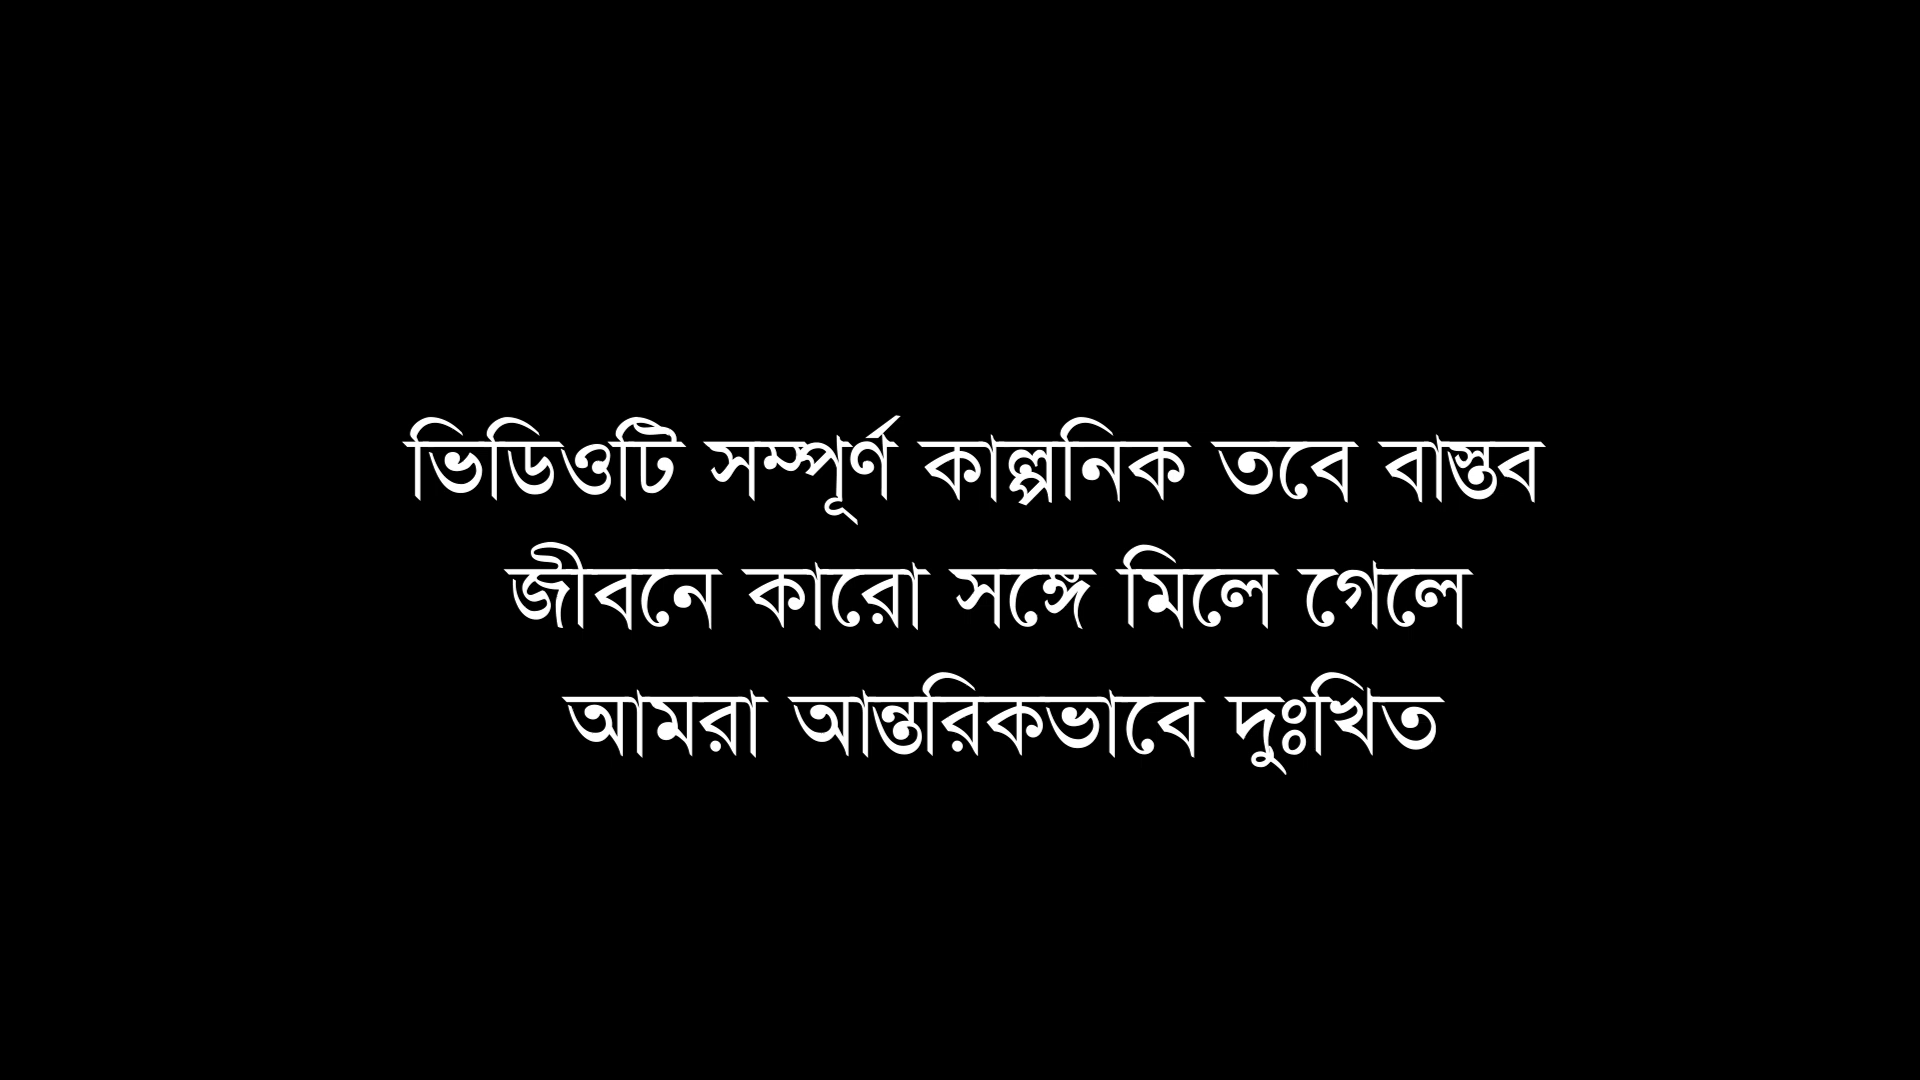 ভিডিওটি সম্পূর্ণ কাল্পনিক তবে বাস্তব
জীবনে কারো সঙ্গে মিলে গেলে
আমরা আন্তরিকভাবে দুঃখিত